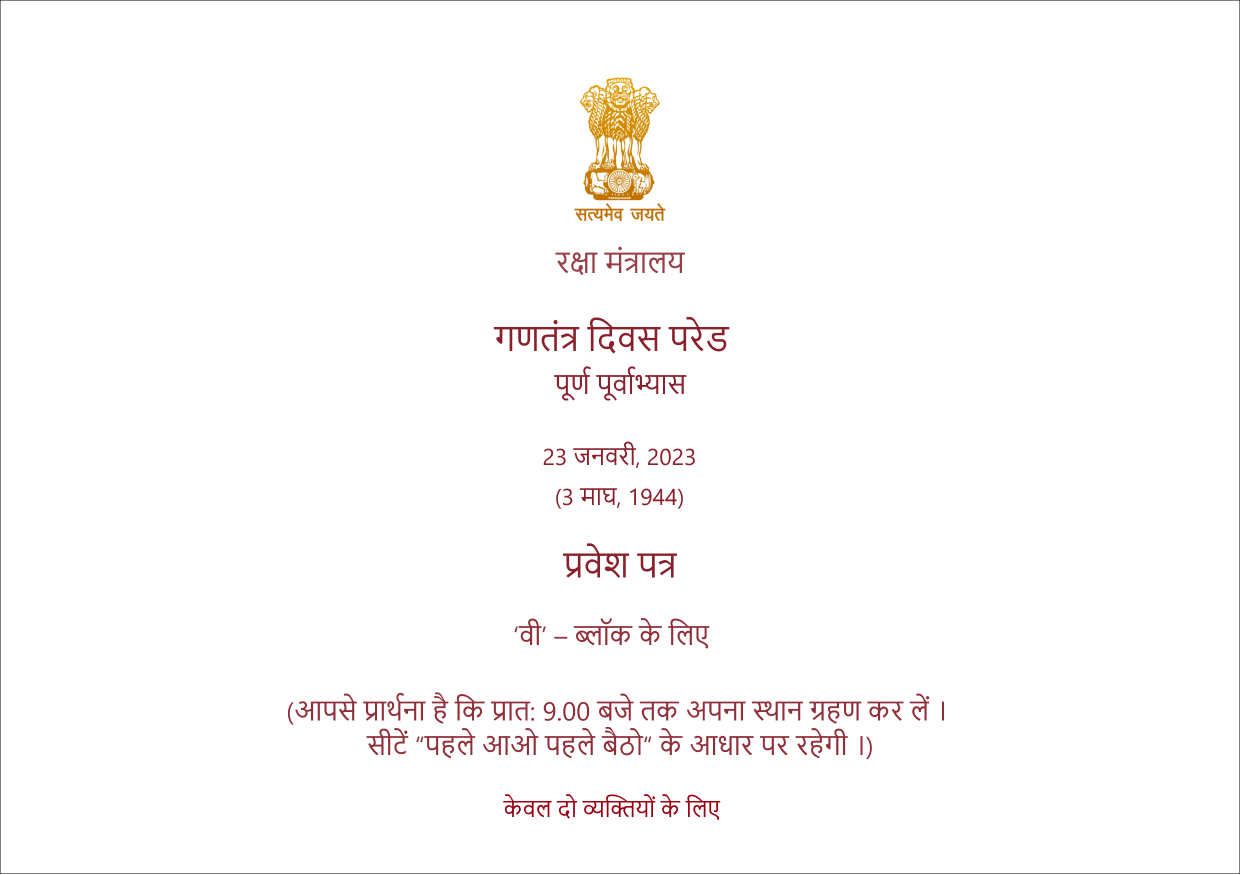 सत्यमेव जयते
रक्षा मंत्रालय
गणतंत्र दिवस परेड
पूर्ण पूर्वाभ्यास
23 जनवरी, 2023
(3 माघ, 1944)
प्रवेश पत्र
‘वी’ – ब्लॉक के लिए
(आपसे प्रार्थना है कि प्रात: 9.00 बजे तक अपना स्थान ग्रहण कर लें ।
सीटें “पहले आओ पहले बैठो“ के आधार पर रहेगी ।)
केवल दो व्यक्तियों के लिए